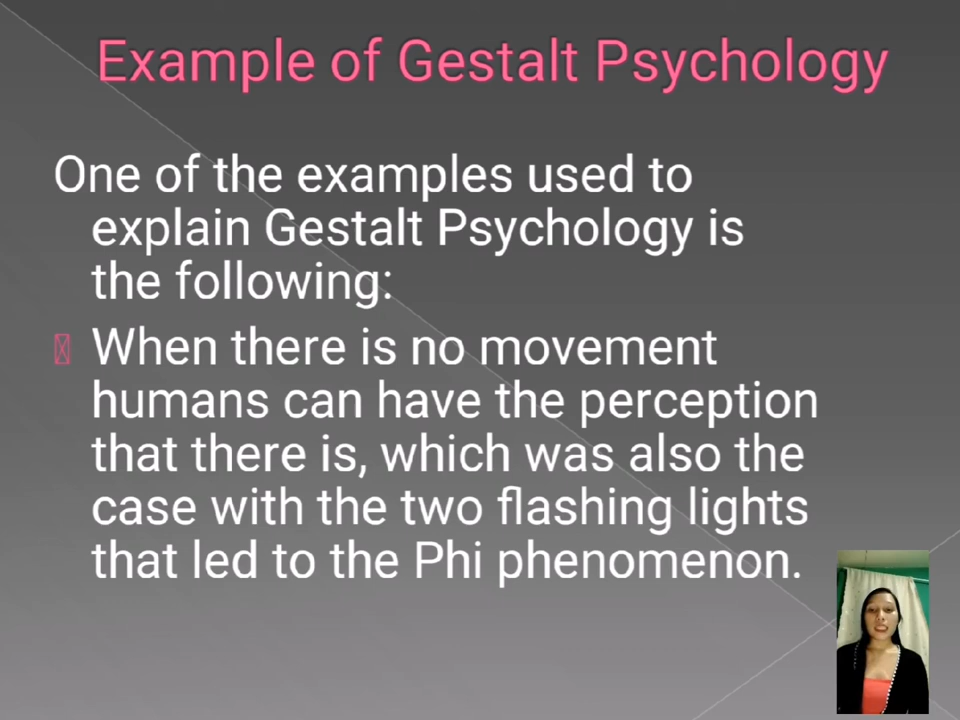 Example of Gestalt Psychology
One of the examples used to
explain Gestalt Psychology is
the following:
When there is no movement
humans can have the perception
that there is, which was also the
case with the two flashing lights
that led to the Phi phenomenon.